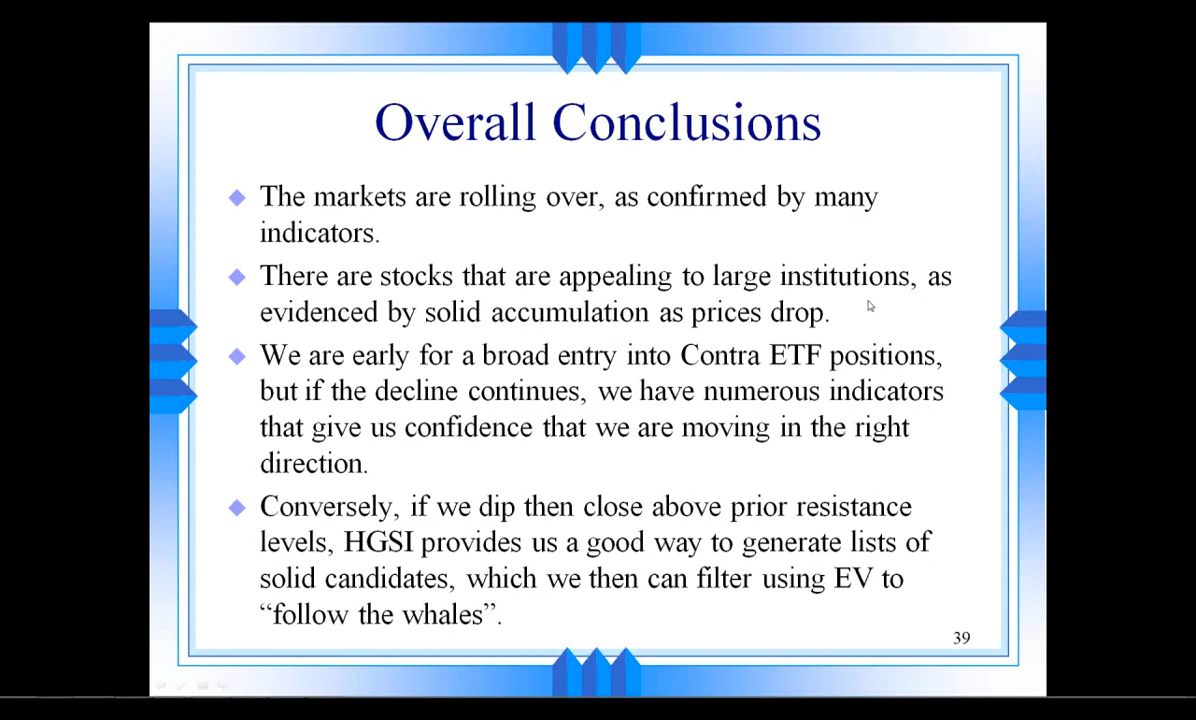 Overall Conclusions
The markets are rolling over, as confirmed by many
indicators.
There are stocks that are appealing to large institutions, as
evidenced by solid accumulation as prices drop.
We are early for a broad entry into Contra ETF positions,
but if the decline continues, we have numerous indicators
that give us confidence that we are moving in the right
direction.
Conversely, if we dip then close above prior resistance
levels, HGSI provides us a good way to generate lists of
solid candidates, which we then can filter using EV to
“follow the whales”.
39